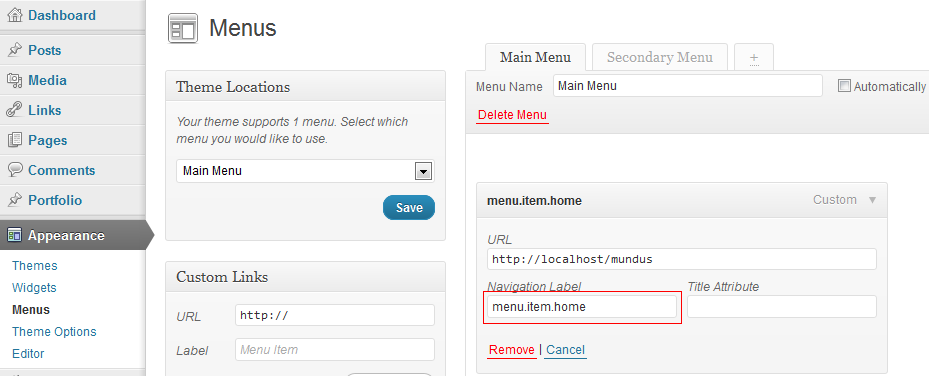 Dashboard
Posts
Media
Links
Pages
Comments
Portfolio
Appearance
Themes
Widgets
Menus
Theme Options
Editor
Menus
Theme Locations
Your theme supports 1 menu. Select which
menu you would like to use.
Main Menu
Save
Custom Links
URL http://
Label Menu Item
Main Menu Secondary Menu +
Menu Name Main Menu Automatically
Delete Menu
menu.item.home Custom
URL
http://localhost/mundus
Navigation Label Title Attribute
menu.item.home
Remove | Cancel